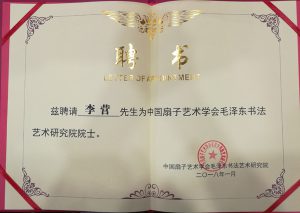 聘书
LETTER OF APPOINTMENT
兹聘请 李营 先生为中国扇子艺术学会毛泽东书法
艺术研究院院士。
中国扇子艺术学会毛泽东书法艺术研究院
二〇一八年一月